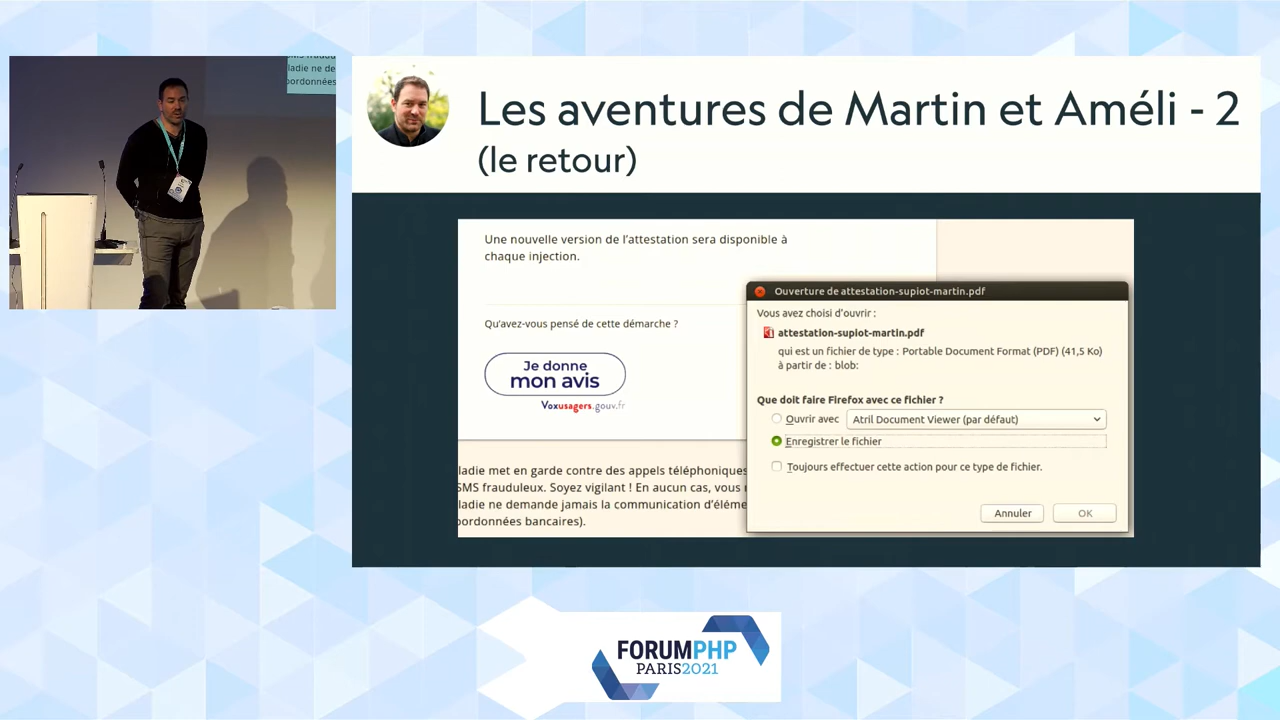 SMS fraudu
ladie ne de
oordonnées
Les aventures de Martin et Améli - 2
(le retour)
Une nouvelle version de l’attestation sera disponible à
chaque injection.
Qu’avez-vous pensé de cette démarche ?
Je donne
mon avis
Voxusagers.gouv.fr
ladie met en garde contre des appels téléphoniques
SMS frauduleux. Soyez vigilant ! En aucun cas, vous
ladie ne demande jamais la communication d’éléme
oordonnées bancaires).
Ouverture de attestation-supiot-martin.pdf
Vous avez choisi d’ouvrir :
attestation-supiot-martin.pdf
qui est un fichier de type : Portable Document Format (PDF) (41,5 Ko)
à partir de : blob:
Que doit faire Firefox avec ce fichier ?
Ouvrir avec Atril Document Viewer (par défaut)
Enregistrer le fichier
Toujours effectuer cette action pour ce type de fichier.
Annuler OK
FORUMPHP
PARIS2021